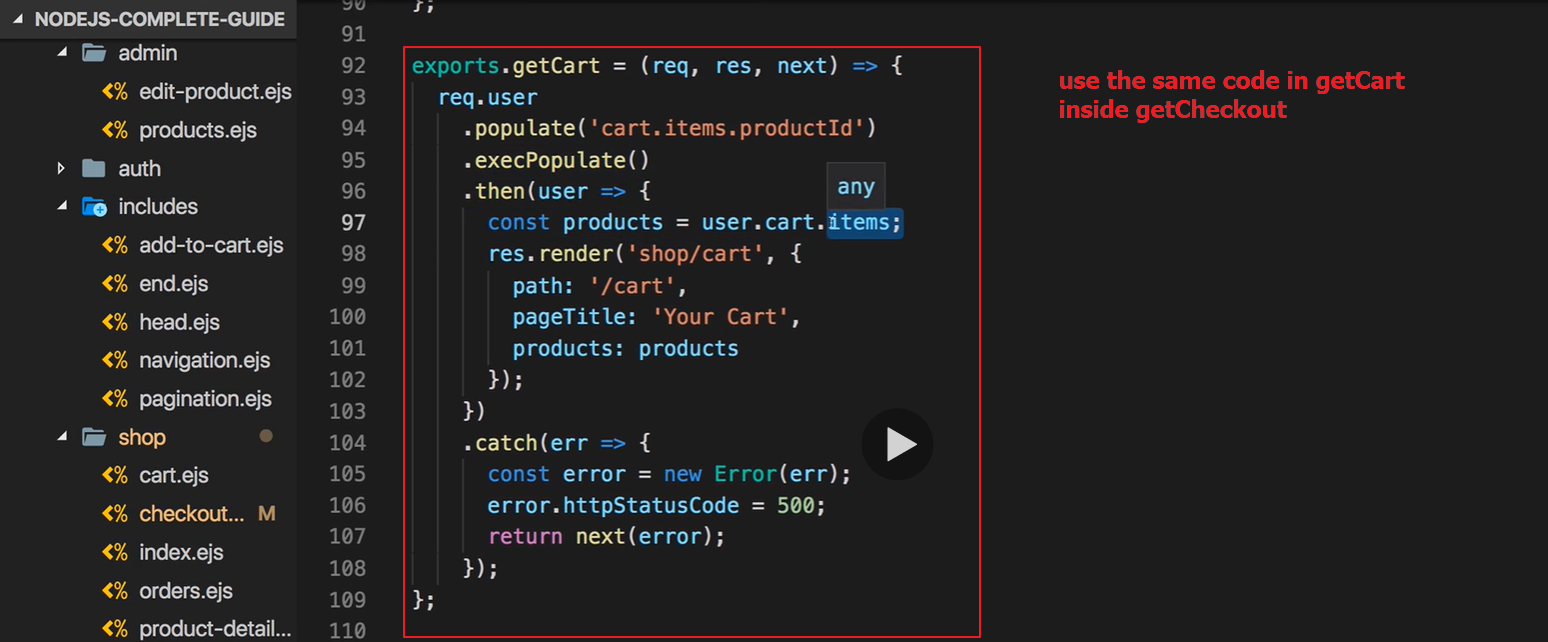 NODEJS-COMPLETE-GUIDE
admin
edit-product.ejs
products.ejs
auth
includes
add-to-cart.ejs
end.ejs
head.ejs
navigation.ejs
pagination.ejs
shop
cart.ejs
checkout... M
index.ejs
orders.ejs
product-detail...
90 };
91
92 exports.getCart = (req, res, next) => {
93 req.user
94 .populate('cart.items.productId')
95 .execPopulate()
96 .then(user => {
any
97 const products = user.cart.items;
98 res.render('shop/cart', {
99 path: '/cart',
100 pageTitle: 'Your Cart',
101 products: products
102 });
103 })
104 .catch(err => {
105 const error = new Error(err);
106 error.httpStatusCode = 500;
107 return next(error);
108 });
109 };
110
use the same code in getCart
inside getCheckout